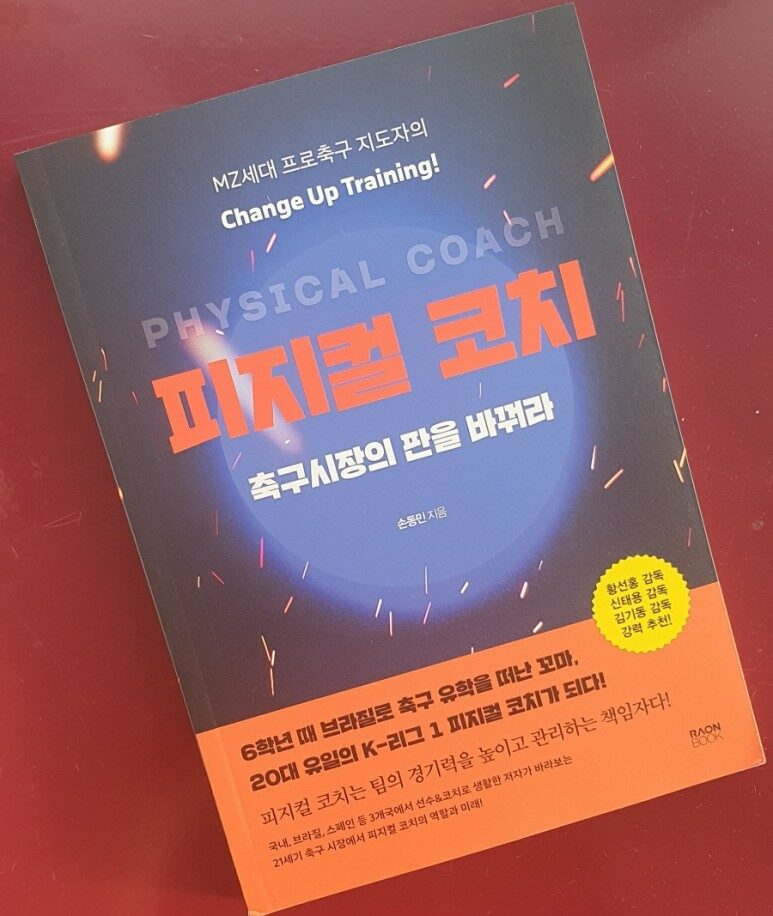 MZ세대 프로축구 지도자의
Change Up Training!
PHYSICAL COACH
피지컬 코치
축구시장의 판을 바꿔라
손동민 지음
황선홍 감독
신태용 감독
김기동 감독
강력 추천!
6학년 때 브라질로 축구 유학을 떠난 꼬마,
20대 유일의 K-리그 1 피지컬 코치가 되다!
피지컬 코치는 팀의 경기력을 높이고 관리하는 책임자다!
국내, 브라질, 스페인 등 3개국에서 선수&코치로 생활한 저자가 바라보는
21세기 축구 시장에서 피지컬 코치의 역할과 미래!
RAON
BOOK